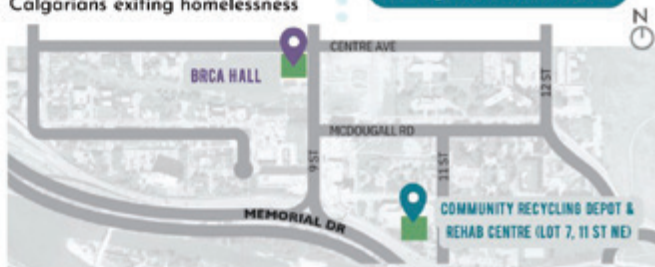 Calgarians exiting homelessness
N
CENTRE AVE
BRCA HALL
12 ST
MCDOUGALL RD
9 ST
11 ST
MEMORIAL DR
COMMUNITY RECYCLING DEPOT &
REHAB CENTRE (LOT 7, 11 ST NE)